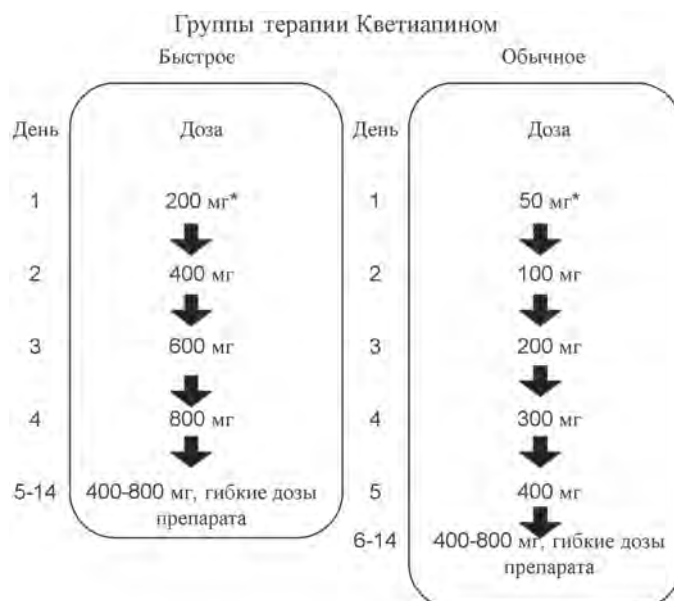 Группы терапии Кветиапином
Быстрое
День Доза
1 200 мг*
2 400 мг
3 600 мг
4 800 мг
5-14 400-800 мг, гибкие дозы
препарата
Обычное
День Доза
1 50 мг*
2 100 мг
3 200 мг
4 300 мг
5 400 мг
6-14 400-800 мг, гибкие дозы
препарата